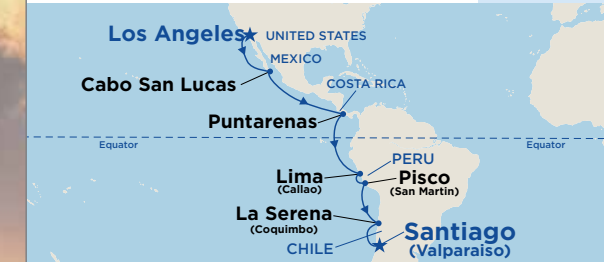 Los Angeles
UNITED STATES
MEXICO
Cabo San Lucas
COSTA RICA
Puntarenas
Equator
Equator
PERU
Lima
(Callao)
Pisco
(San Martin)
La Serena
(Coquimbo)
Santiago
(Valparaiso)
CHILE